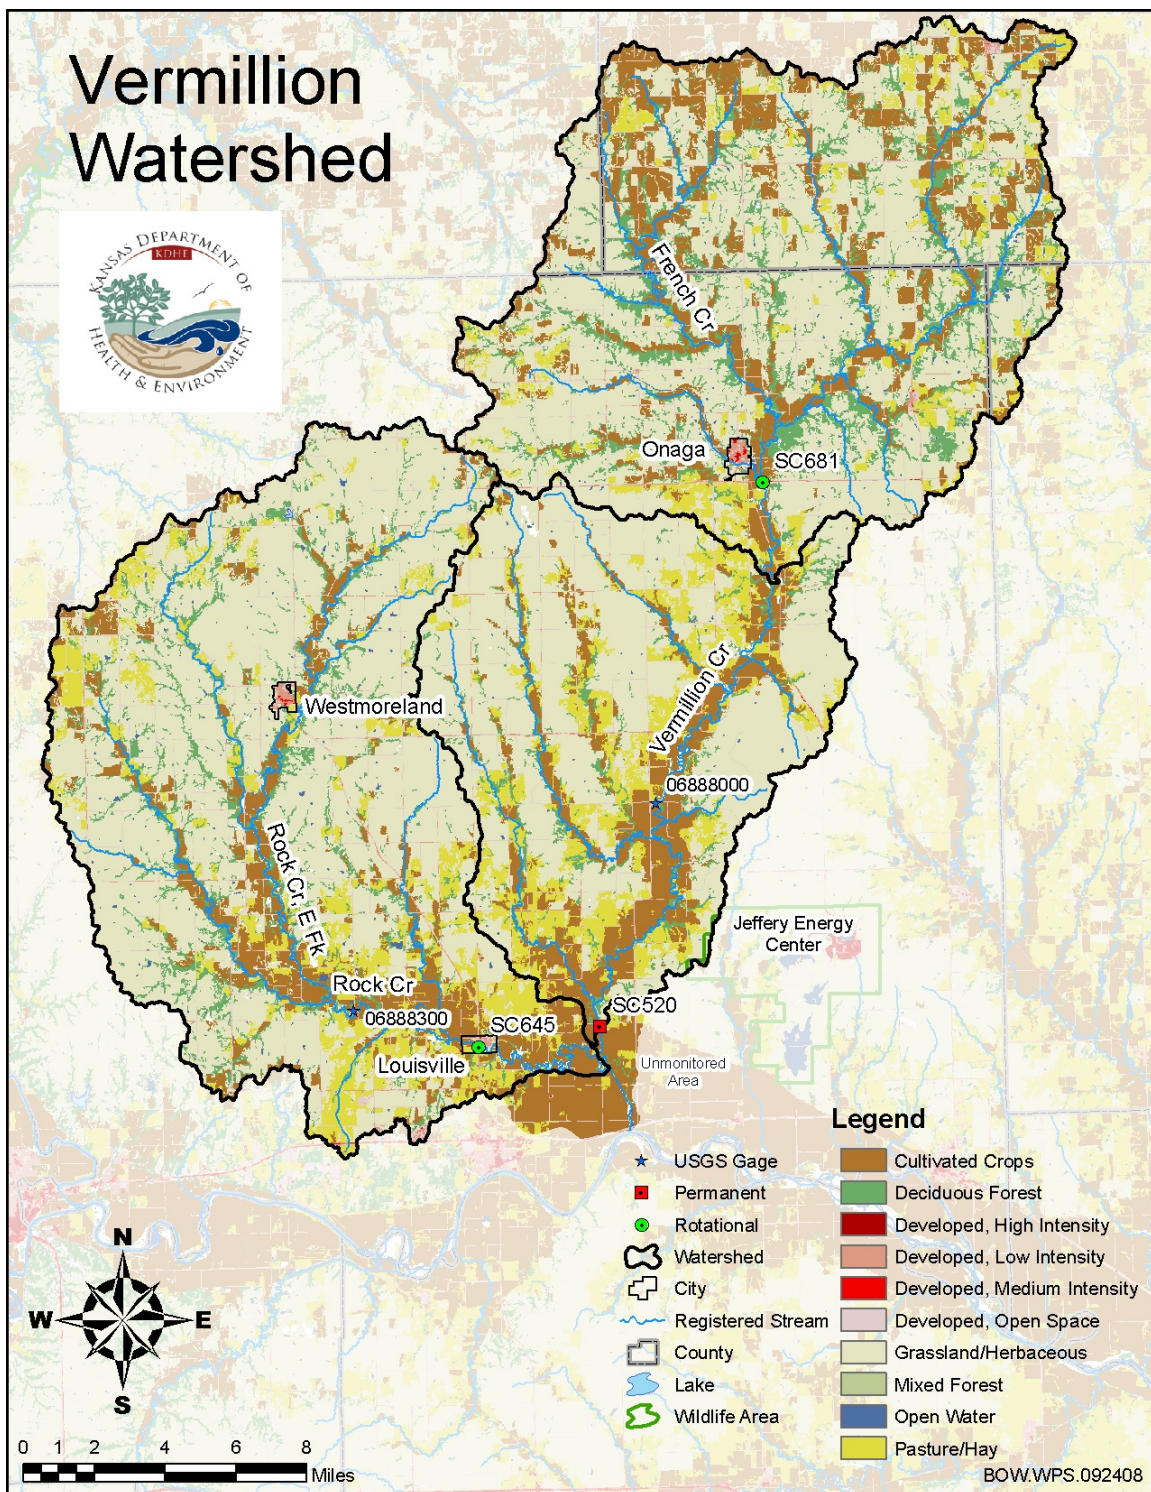 Vermillion
Watershed
KANSAS DEPARTMENT OF
KDHE
HEALTH & ENVIRONMENT
French Cr
Onaga
SC681
Vermillion Cr
Westmoreland
06888000
Rock Cr, E Fk
Jeffery Energy
Center
Rock Cr
06888300
SC520
SC645
Louisville
Unmonitored
Area
Legend
USGS Gage
Permanent
Rotational
Watershed
City
Registered Stream
County
Lake
Wildlife Area
Cultivated Crops
Deciduous Forest
Developed, High Intensity
Developed, Low Intensity
Developed, Medium Intensity
Developed, Open Space
Grassland/Herbaceous
Mixed Forest
Open Water
Pasture/Hay
N
W E
S
0 1 2 4 6 8
Miles
BOW.WPS.092408